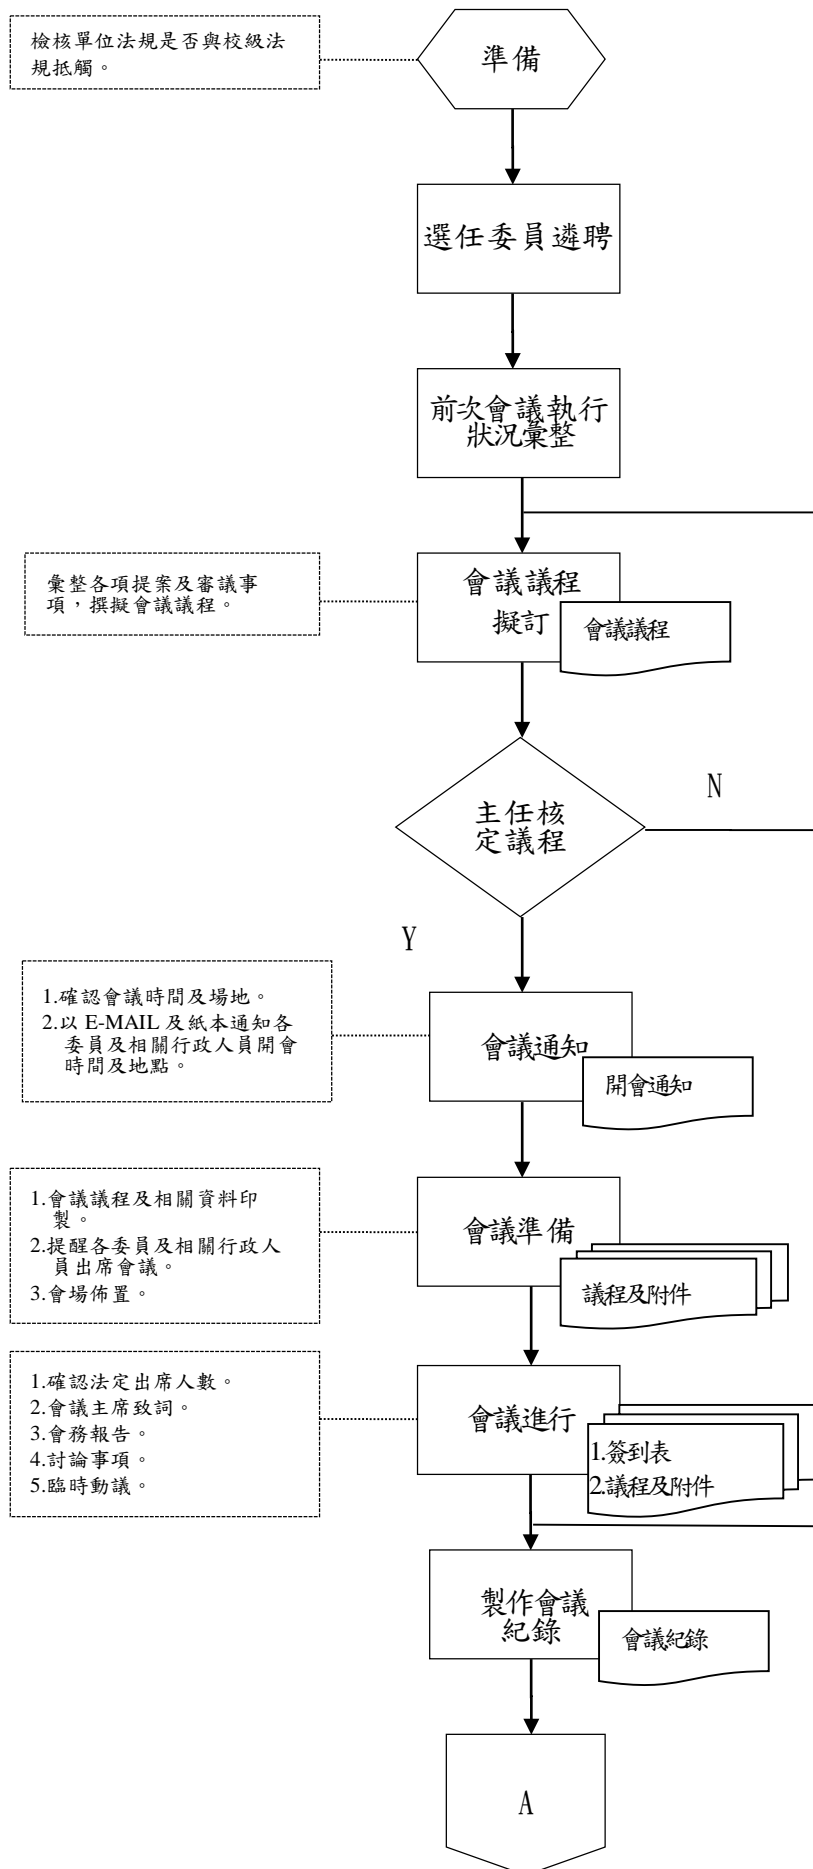 檢核單位法規是否與校級法
規抵觸。
準備
選任委員遴聘
前次會議執行
狀況彙整
彙整各項提案及審議事
項，撰擬會議議程。
會議議程
擬訂
會議議程
主任核
定議程
N
Y
1.確認會議時間及場地。
2.以 E-MAIL 及紙本通知各
委員及相關行政人員開會
時間及地點。
會議通知
開會通知
1.會議議程及相關資料印
製。
2.提醒各委員及相關行政人
員出席會議。
3.會場佈置。
會議準備
議程及附件
1.確認法定出席人數。
2.會議主席致詞。
3.會務報告。
4.討論事項。
5.臨時動議。
會議進行
1.簽到表
2.議程及附件
製作會議
紀錄
會議紀錄
A